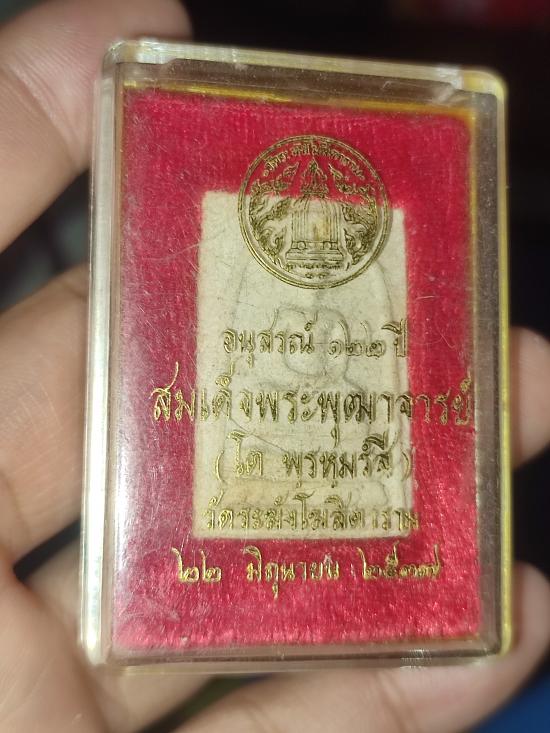 อนุสรณ์ ๑๒๒ ปี
สมเด็จพระพุฒาจารย์
(โต พรหมรังสี)
วัดระฆังโฆสิตาราม
๒๒ มิถุนายน ๒๕๓๗